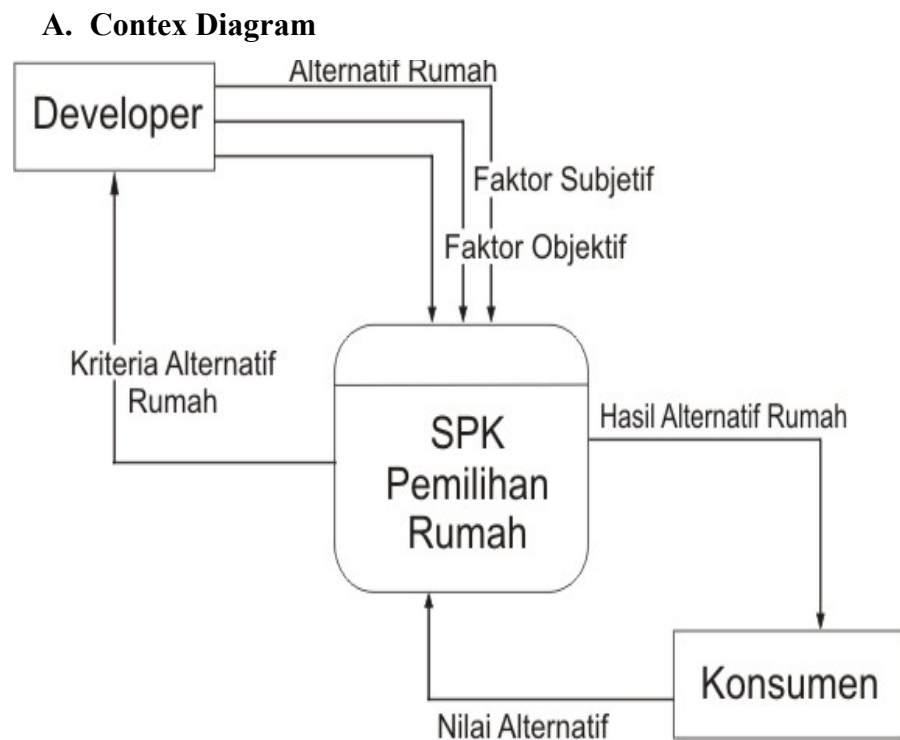 A. Contex Diagram
Alternatif Rumah
Developer
Faktor Subjetif
Faktor Objektif
Kriteria Alternatif
Rumah
SPK
Pemilihan
Rumah
Hasil Alternatif Rumah
Konsumen
Nilai Alternatif